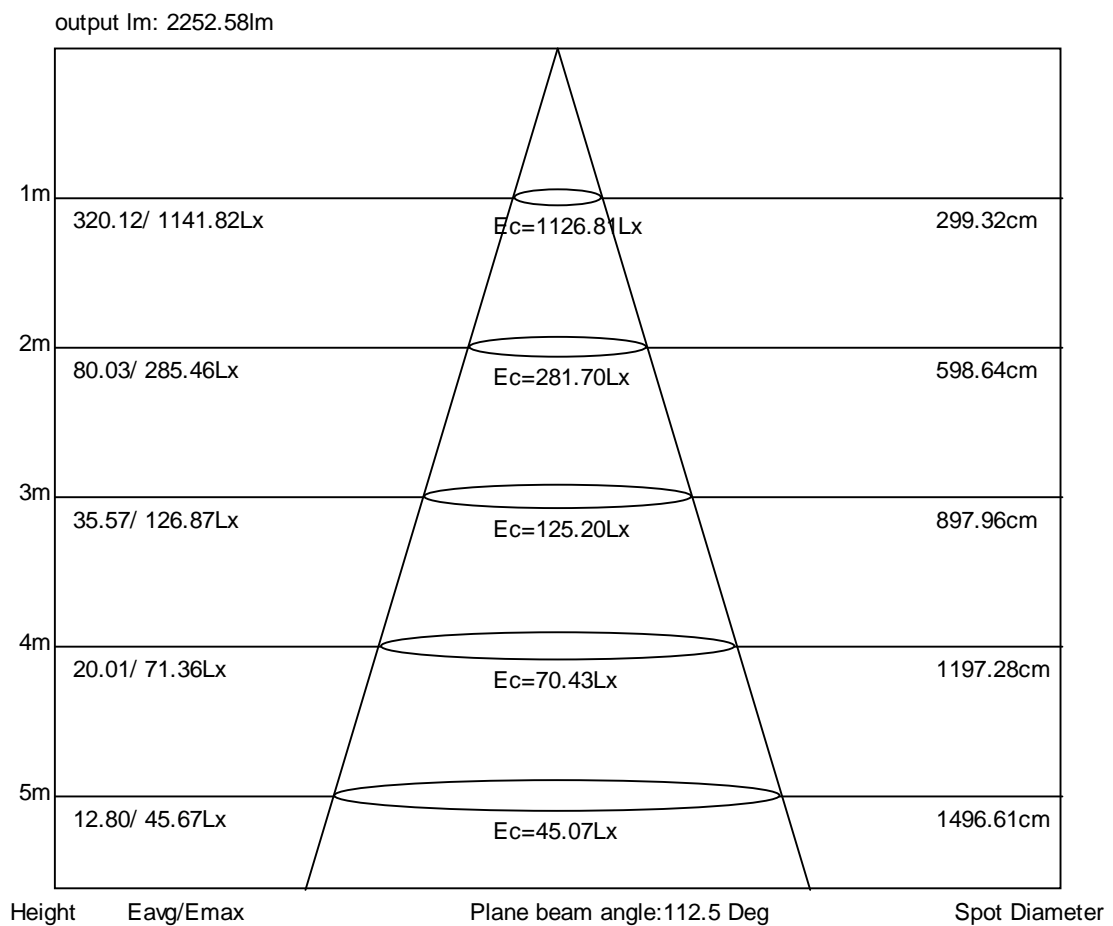 output lm: 2252.58lm
1m
320.12/ 1141.82Lx
Ec=1126.81Lx
299.32cm
2m
80.03/ 285.46Lx
Ec=281.70Lx
598.64cm
3m
35.57/ 126.87Lx
Ec=125.20Lx
897.96cm
4m
20.01/ 71.36Lx
Ec=70.43Lx
1197.28cm
5m
12.80/ 45.67Lx
Ec=45.07Lx
1496.61cm
Height Eavg/Emax Plane beam angle:112.5 Deg Spot Diameter